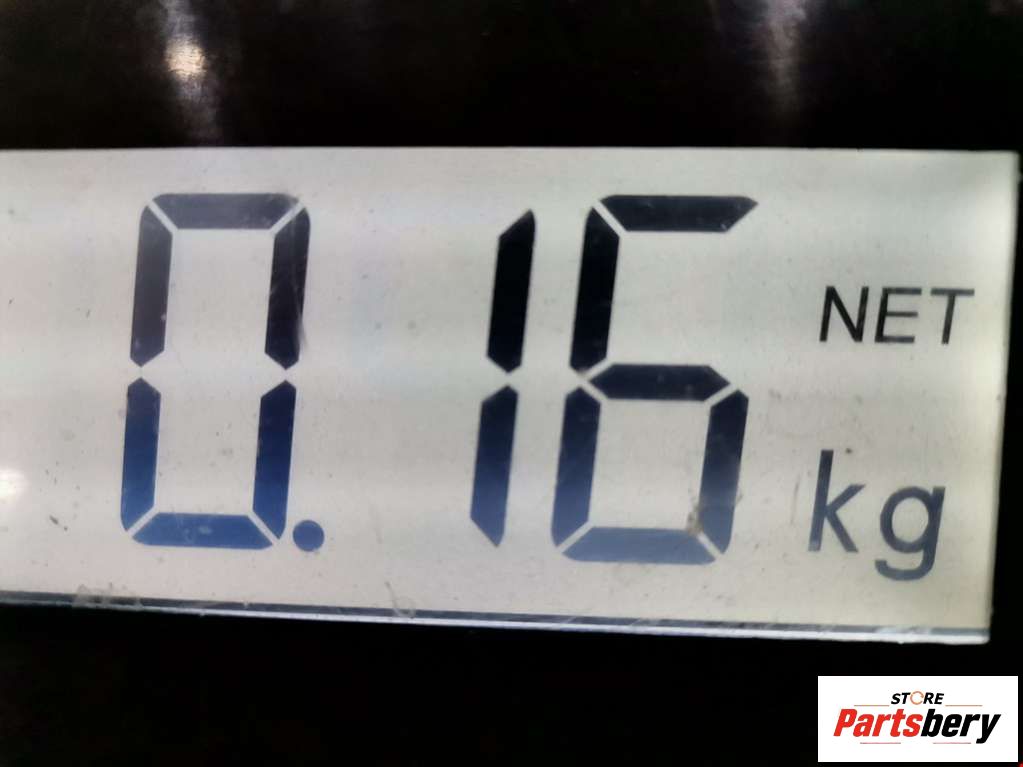 0.16
NET
kg
STORE
Partsbery